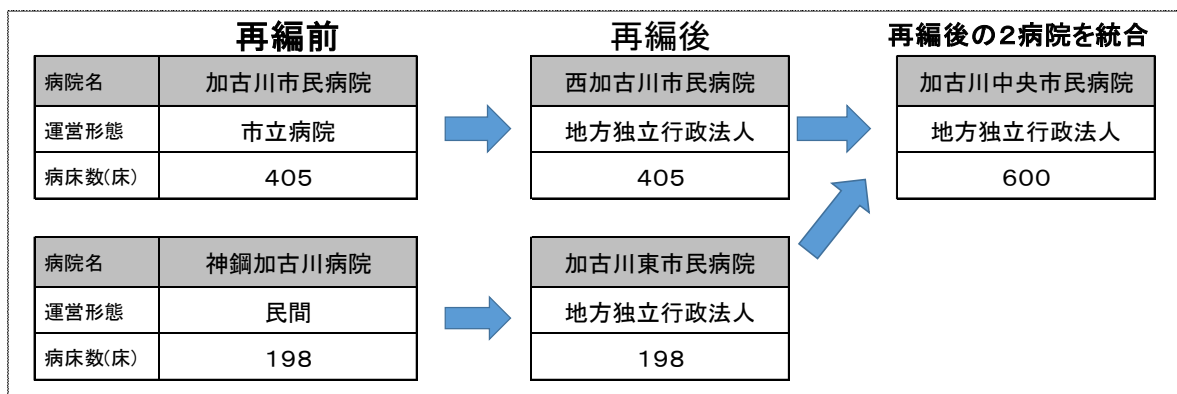 再編前
病院名 加古川市民病院
運営形態 市立病院
病床数(床) 405
病院名 神鋼加古川病院
運営形態 民間
病床数(床) 198
再編後
西加古川市民病院
地方独立行政法人
405
加古川東市民病院
地方独立行政法人
198
再編後の2病院を統合
加古川中央市民病院
地方独立行政法人
600